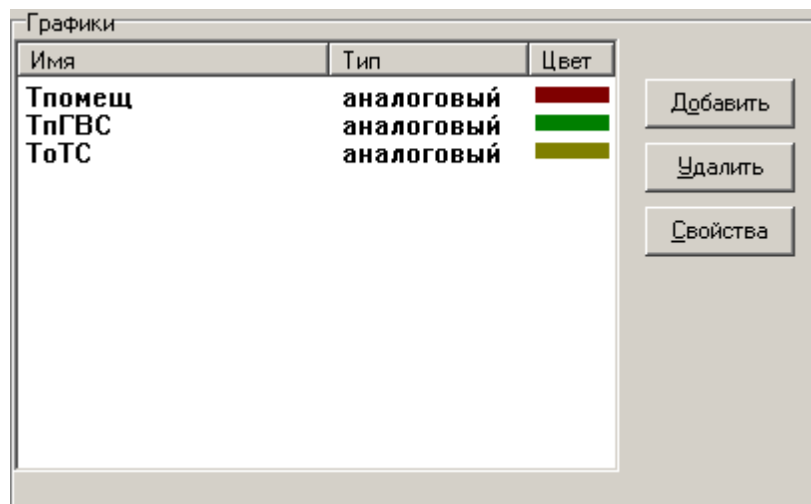 Графики
Имя Тип Цвет
Тпомещ аналоговый
ТпГВС аналоговый
ТоТС аналоговый
Добавить
Удалить
Свойства